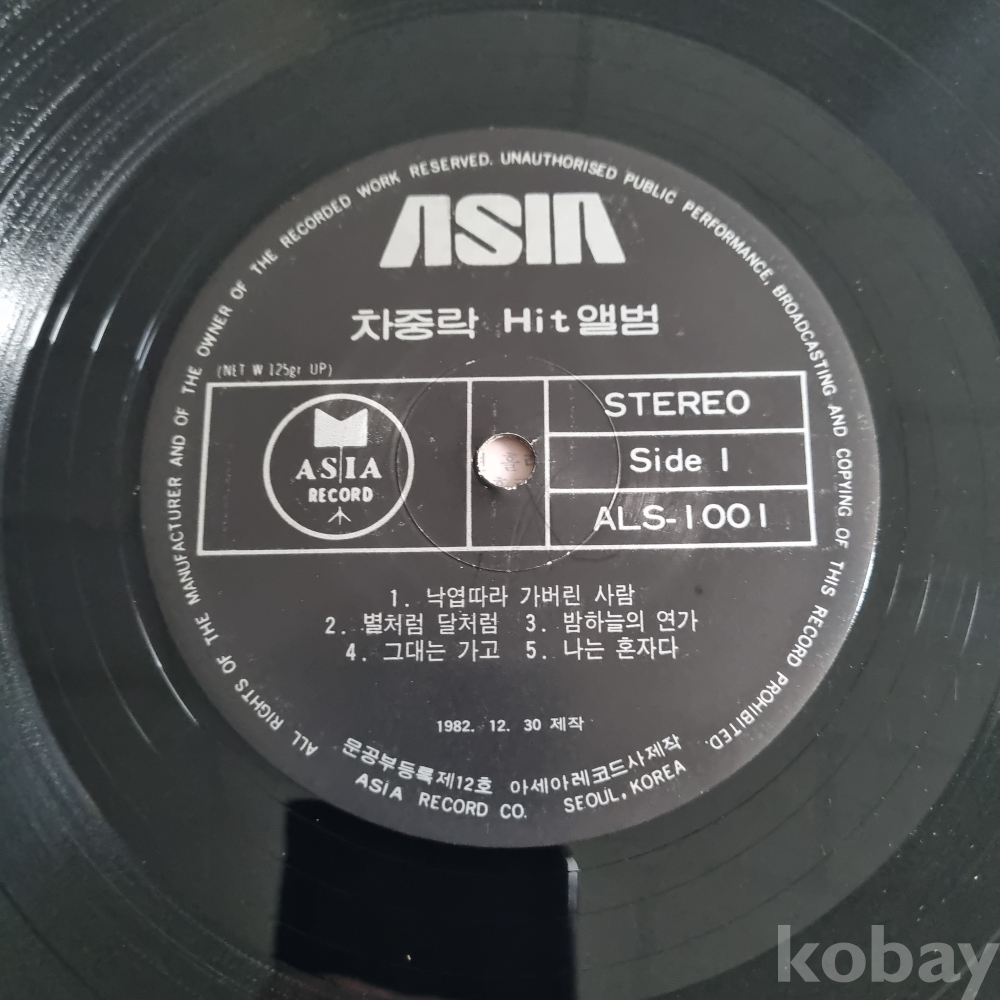 ALL RIGHTS OF THE MANUFACTURER AND OF THE OWNER OF THE RECORDED WORK RESERVED. UNAUTHORISED PUBLIC PERFORMANCE, BROADCASTING AND COPYING OF THIS RECORD PROHIBITED.
ASIA
차중락 Hit앨범
(NET W 125gr UP)
ASIA
RECORD
STEREO
Side 1
ALS-1001
1. 낙엽따라 가버린 사람
2. 별처럼 달처럼 3. 밤하늘의 연가
4. 그대는 가고 5. 나는 혼자다
1982. 12. 30 제작
문공부등록제12호 아세아레코드사제작
ASIA RECORD CO. SEOUL, KOREA
kobay